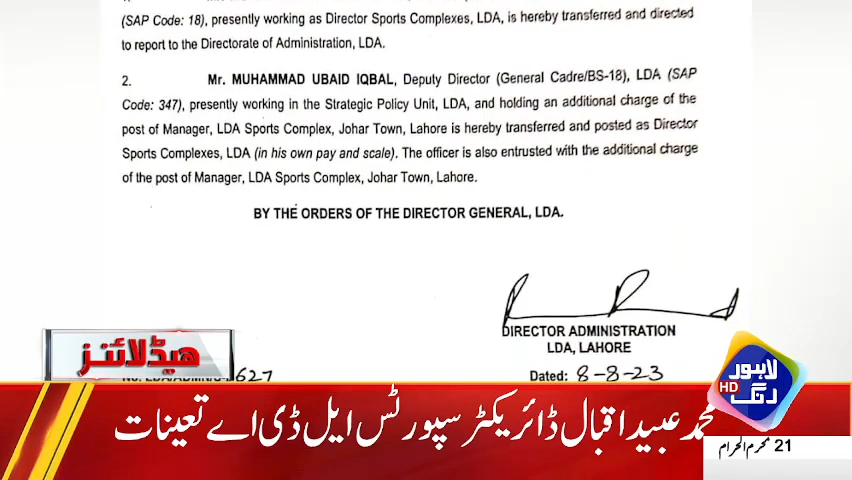 (SAP Code: 18), presently working as Director Sports Complexes, LDA, is hereby transferred and directed
to report to the Directorate of Administration, LDA.
2. Mr. MUHAMMAD UBAID IQBAL, Deputy Director (General Cadre/BS-18), LDA (SAP
Code: 347), presently working in the Strategic Policy Unit, LDA, and holding an additional charge of the
post of Manager, LDA Sports Complex, Johar Town, Lahore is hereby transferred and posted as Director
Sports Complexes, LDA (in his own pay and scale). The officer is also entrusted with the additional charge
of the post of Manager, LDA Sports Complex, Johar Town, Lahore.
BY THE ORDERS OF THE DIRECTOR GENERAL, LDA.
DIRECTOR ADMINISTRATION
LDA, LAHORE
Dated: 8-8-23
627
ہیڈلائنز
لاہور
رنگ
HD
محمد عبید اقبال ڈائریکٹر سپورٹس ایل ڈی اے تعینات
21 محرم الحرام